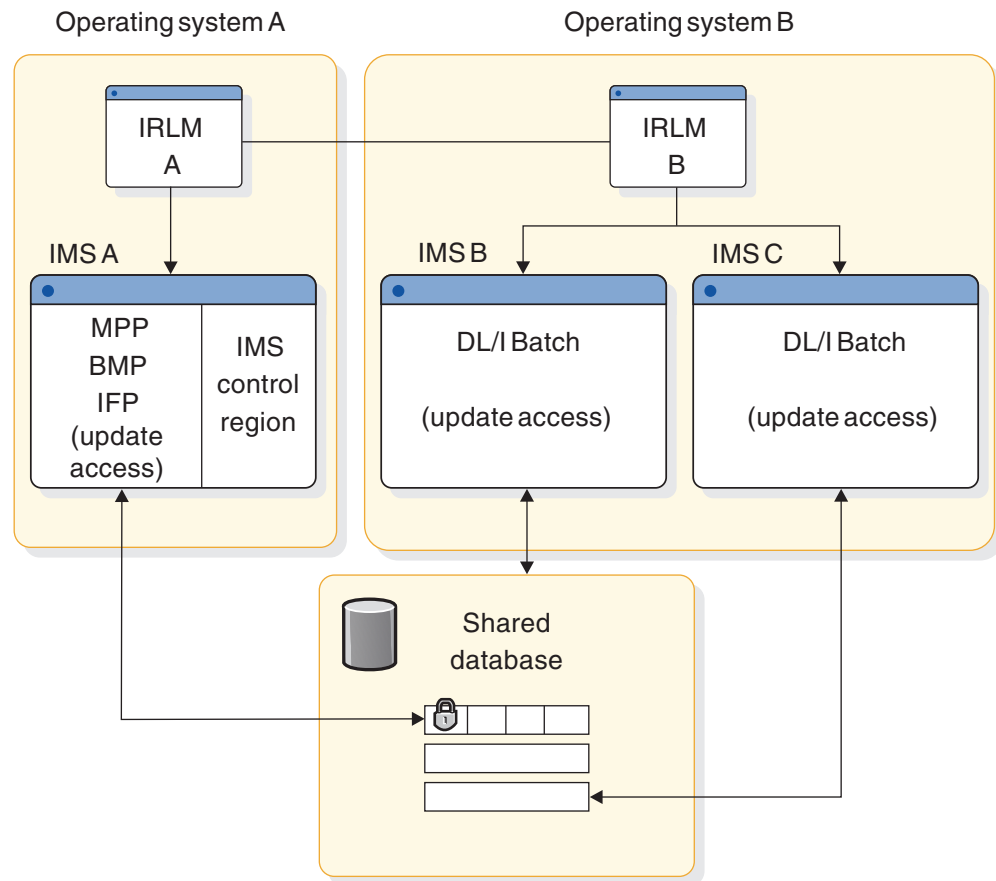 Operating system A
Operating system B
IRLM
A
IRLM
B
IMS A
IMS B
IMS C
MPP
BMP
IFP
(update
access)
IMS
control
region
DL/I Batch
(update access)
DL/I Batch
(update access)
Shared
database